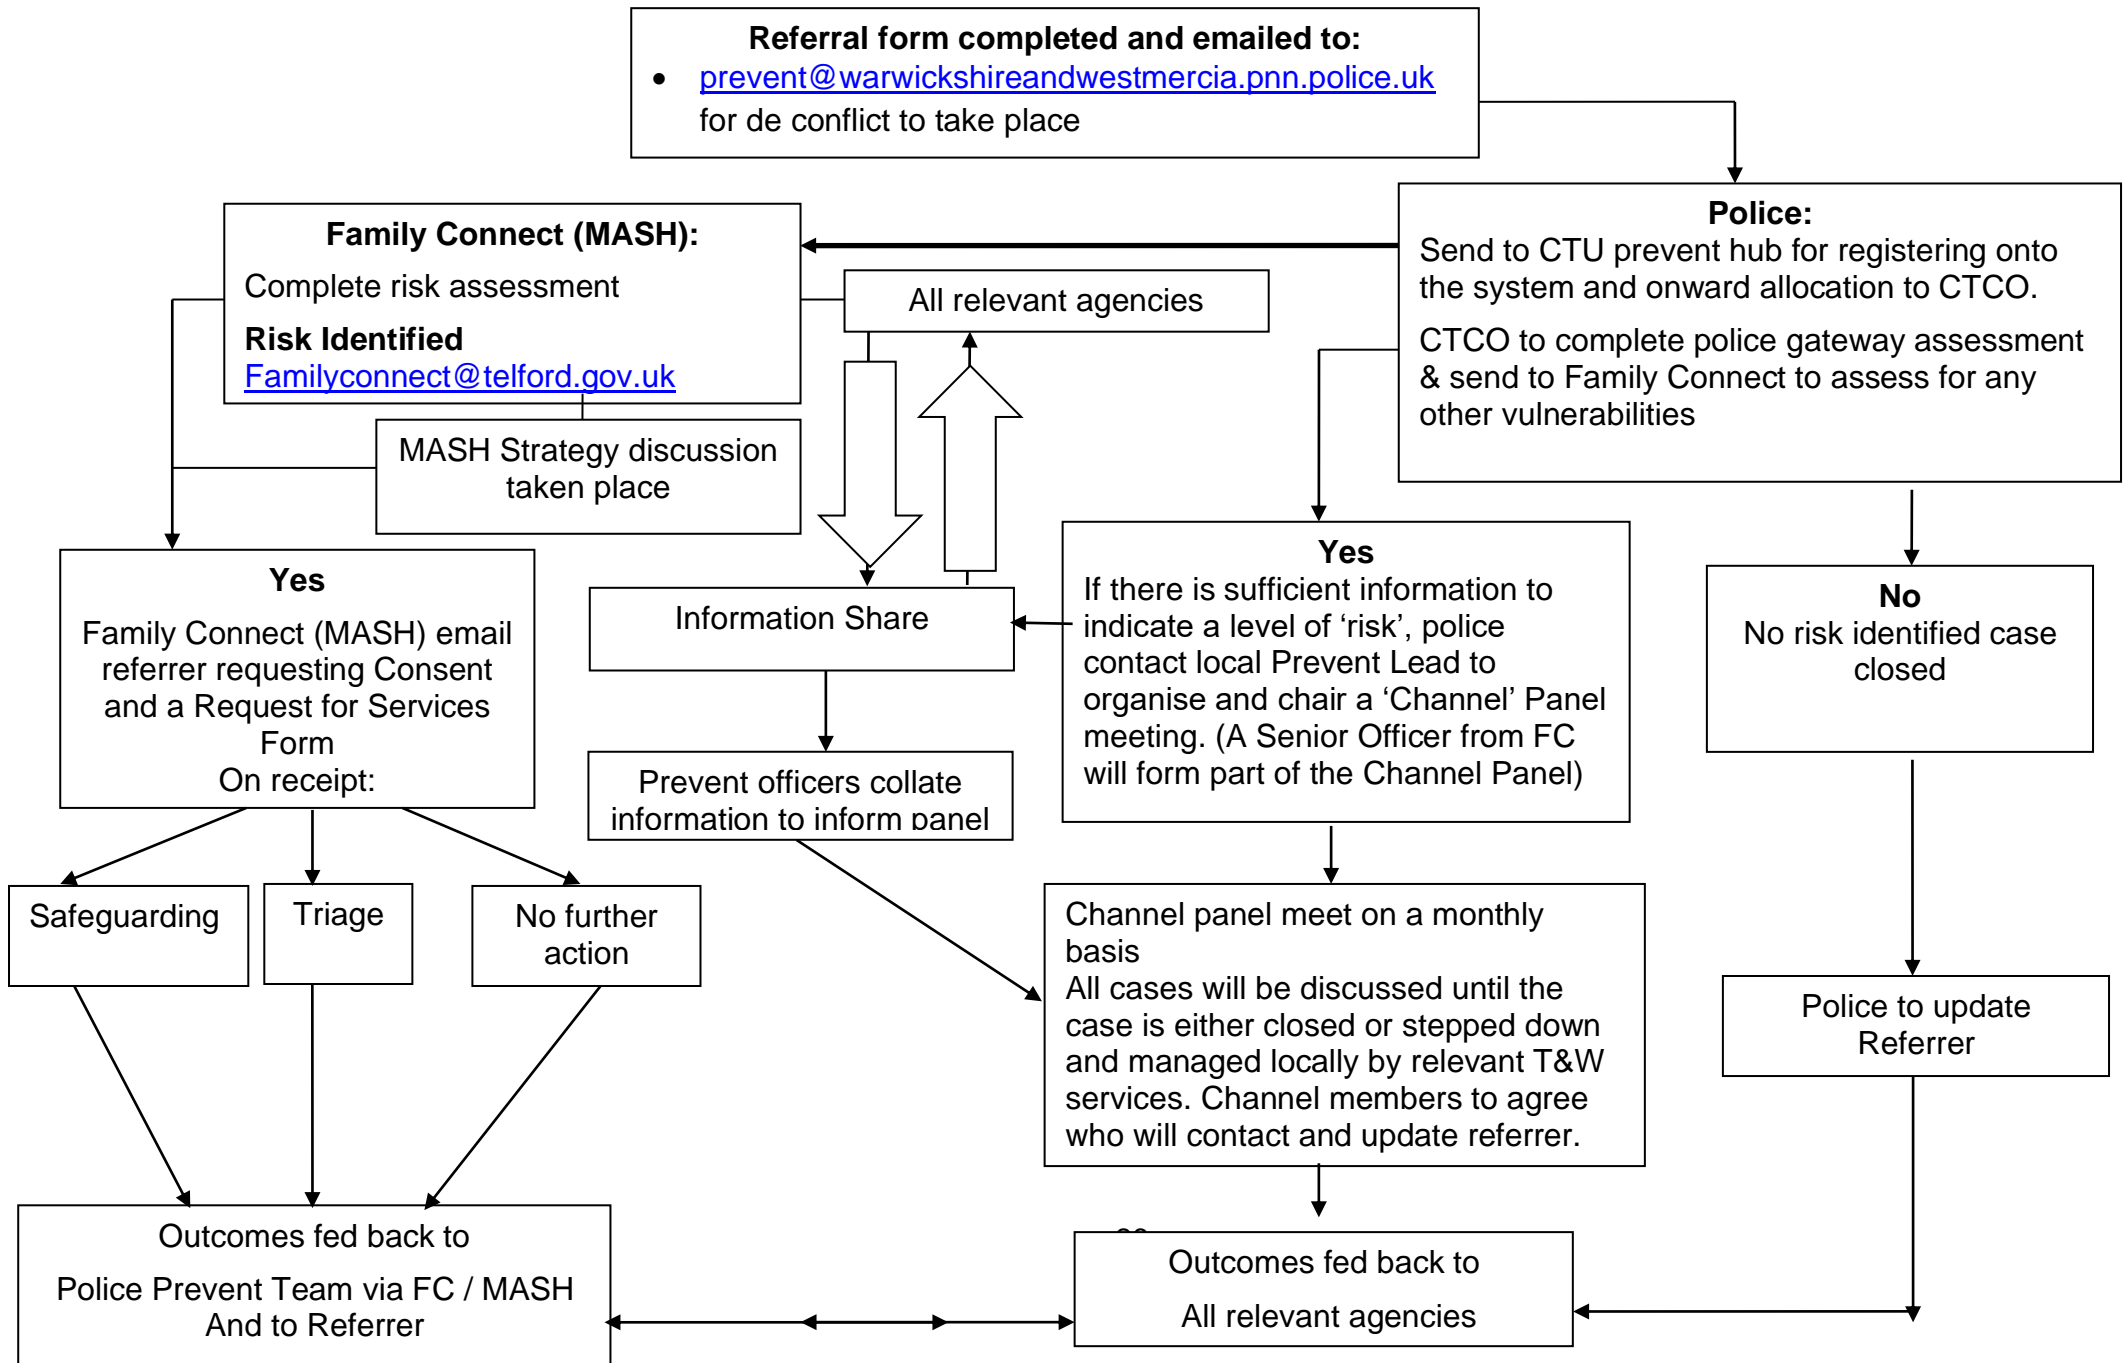 Referral form completed and emailed to:
• prevent@warwickshireandwestmercia.pnn.police.uk
for de conflict to take place
Family Connect (MASH):
Complete risk assessment
Risk Identified
Familyconnect@telford.gov.uk
All relevant agencies
Police:
Send to CTU prevent hub for registering onto
the system and onward allocation to CTCO.
CTCO to complete police gateway assessment
& send to Family Connect to assess for any
other vulnerabilities
MASH Strategy discussion
taken place
Yes
Family Connect (MASH) email
referrer requesting Consent
and a Request for Services
Form
On receipt:
Information Share
Yes
If there is sufficient information to
indicate a level of ‘risk’, police
contact local Prevent Lead to
organise and chair a ‘Channel’ Panel
meeting. (A Senior Officer from FC
will form part of the Channel Panel)
No
No risk identified case
closed
Prevent officers collate
information to inform panel
Safeguarding
Triage
No further
action
Channel panel meet on a monthly
basis
All cases will be discussed until the
case is either closed or stepped down
and managed locally by relevant T&W
services. Channel members to agree
who will contact and update referrer.
Police to update
Referrer
Outcomes fed back to
Police Prevent Team via FC / MASH
And to Referrer
Outcomes fed back to
All relevant agencies